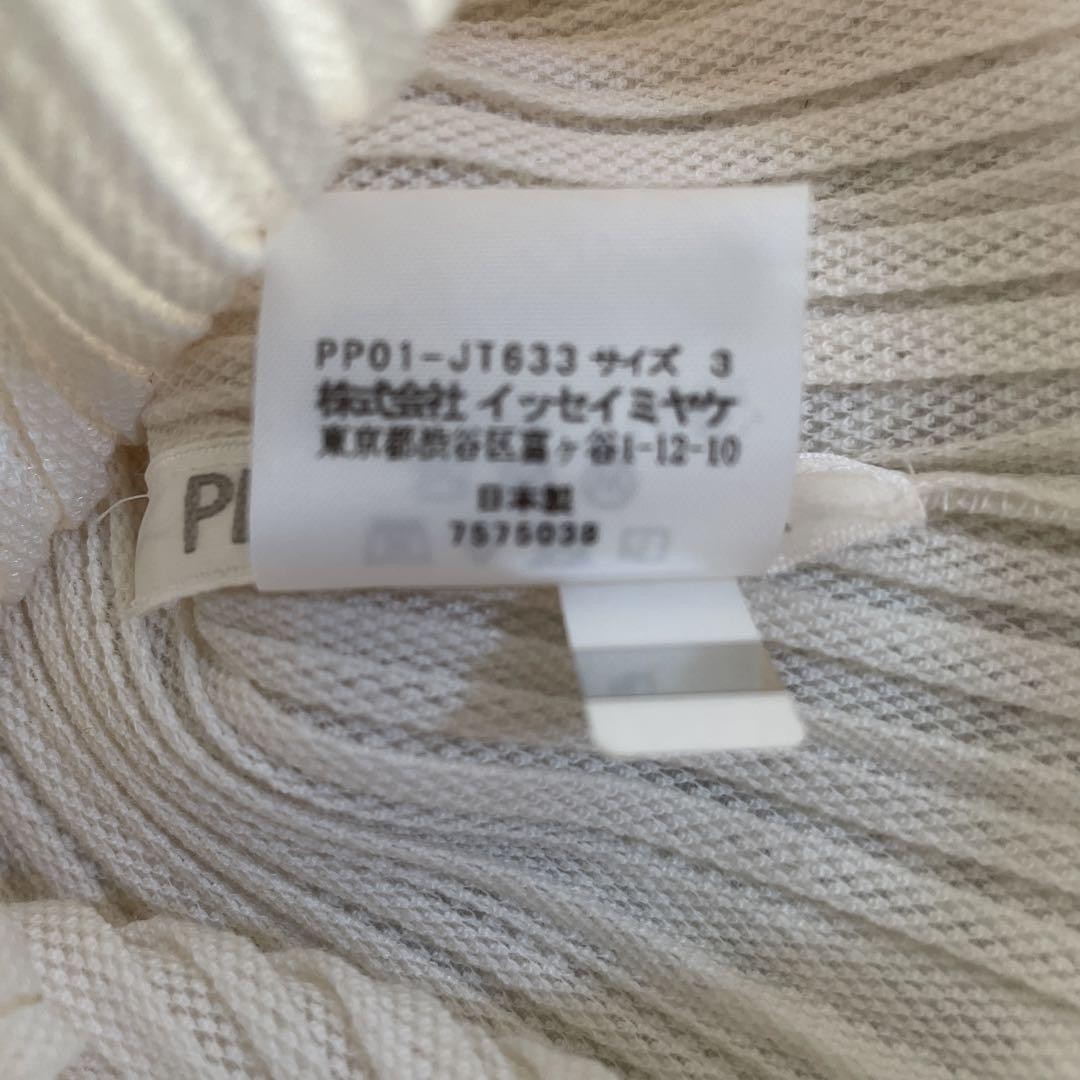 PP01-JT633 サイズ 3
株式会社 イッセイミヤケ
東京都渋谷区富ヶ谷1-12-10
日本製
7575038
Pl